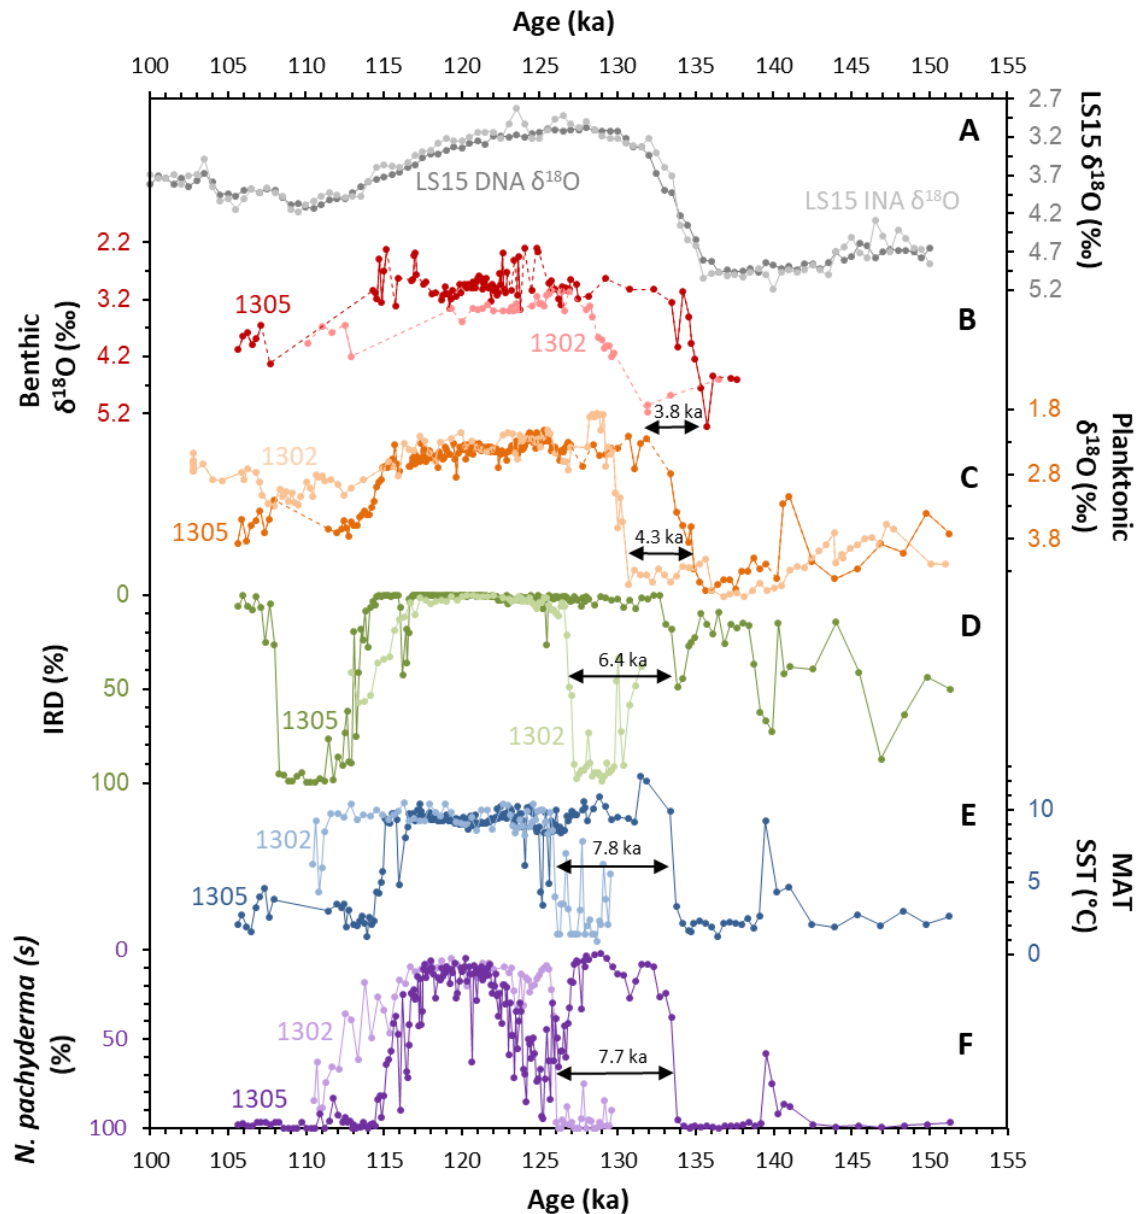 Age (ka)
100 105 110 115 120 125 130 135 140 145 150 155
A
LS15 DNA δ¹⁸O
LS15 INA δ¹⁸O
2.7
3.2
3.7
4.2
4.7
5.2
LS15 δ¹⁸O (‰)
2.2
3.2
4.2
5.2
Benthic
δ¹⁸O (‰)
1305
1302
B
3.8 ka
1.8
2.8
3.8
Planktonic
δ¹⁸O (‰)
1302
1305
C
4.3 ka
0
50
100
IRD (%)
D
6.4 ka
1305
1302
10
5
0
MAT
SST (°C)
E
1302
7.8 ka
1305
0
50
100
N. pachyderma (s)
(%)
1302
F
7.7 ka
1305
100 105 110 115 120 125 130 135 140 145 150 155
Age (ka)